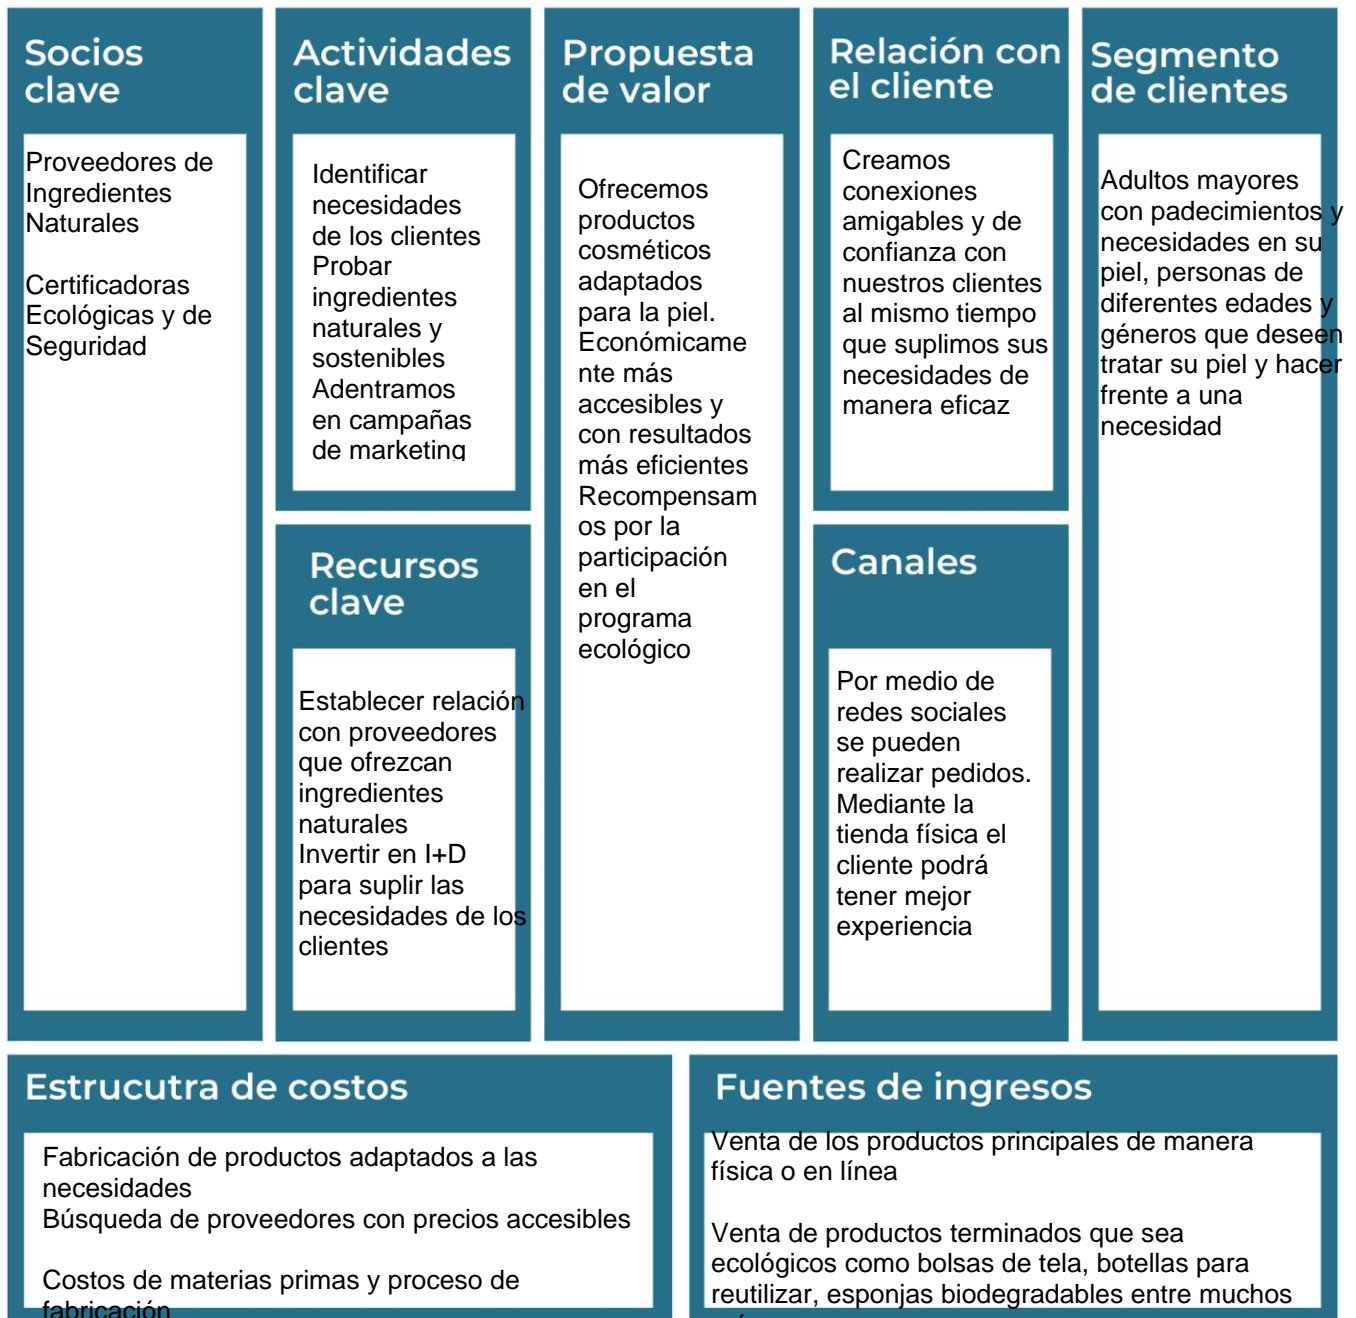 Socios
clave
Proveedores de
Ingredientes
Naturales
Certificadoras
Ecológicas y de
Seguridad
Actividades
clave
Identificar
necesidades
de los clientes
Probar
ingredientes
naturales y
sostenibles
Adentramos
en campañas
de marketing
Recursos
clave
Establecer relación
con proveedores
que ofrezcan
ingredientes
naturales
Invertir en I+D
para suplir las
necesidades de los
clientes
Propuesta
de valor
Ofrecemos
productos
cosméticos
adaptados
para la piel.
Económicame
nte más
accesibles y
con resultados
más eficientes
Recompensam
os por la
participación
en el
programa
ecológico
Relación con
el cliente
Creamos
conexiones
amigables y de
confianza con
nuestros clientes
al mismo tiempo
que suplimos sus
necesidades de
manera eficaz
Canales
Por medio de
redes sociales
se pueden
realizar pedidos.
Mediante la
tienda física el
cliente podrá
tener mejor
experiencia
Segmento
de clientes
Adultos mayores
con padecimientos y
necesidades en su
piel, personas de
diferentes edades y
géneros que deseen
tratar su piel y hacer
frente a una
necesidad
Estrucutra de costos
Fabricación de productos adaptados a las
necesidades
Búsqueda de proveedores con precios accesibles
Costos de materias primas y proceso de
fabricación
Fuentes de ingresos
Venta de los productos principales de manera
física o en línea
Venta de productos terminados que sea
ecológicos como bolsas de tela, botellas para
reutilizar, esponjas biodegradables entre muchos